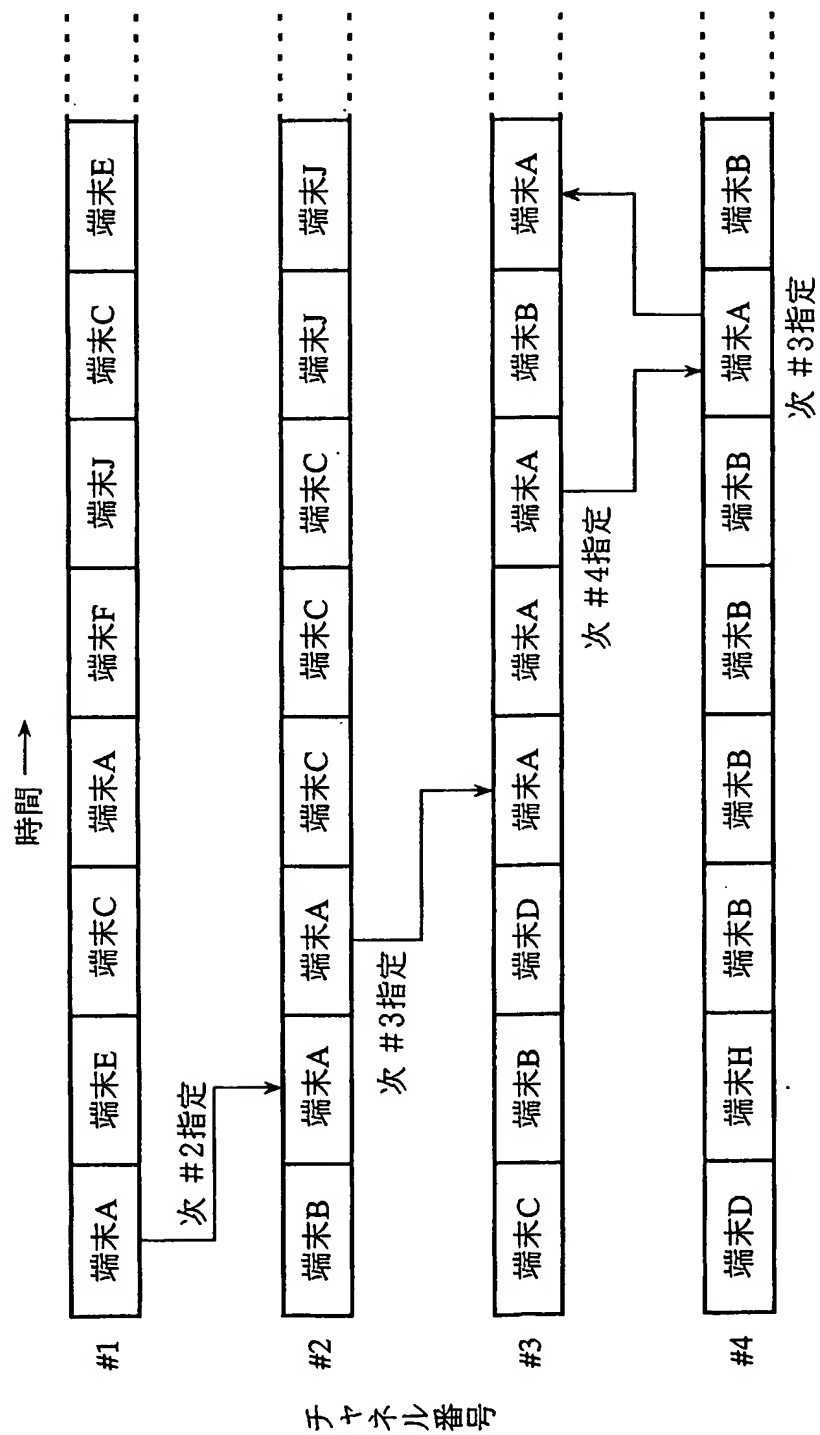 時間
チャネル番号
#1
端末A
端末E
端末C
端末A
端末F
端末J
端末C
端末E
次 #2指定
#2
端末B
端末A
端末A
端末C
端末C
端末C
端末J
端末J
次 #3指定
#3
端末C
端末B
端末D
端末A
端末A
端末A
端末B
端末A
次 #4指定
#4
端末D
端末H
端末B
端末B
端末B
端末B
端末A
端末B
次 #3指定